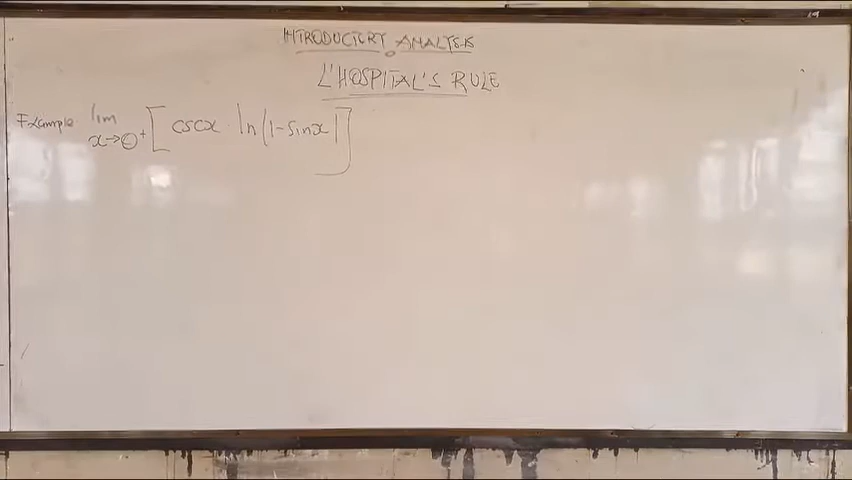 INTRODUCTORY ANALYSIS
L'HOSPITAL'S RULE
Example lim x→0⁺ [cscx · ln(1-sinx)]